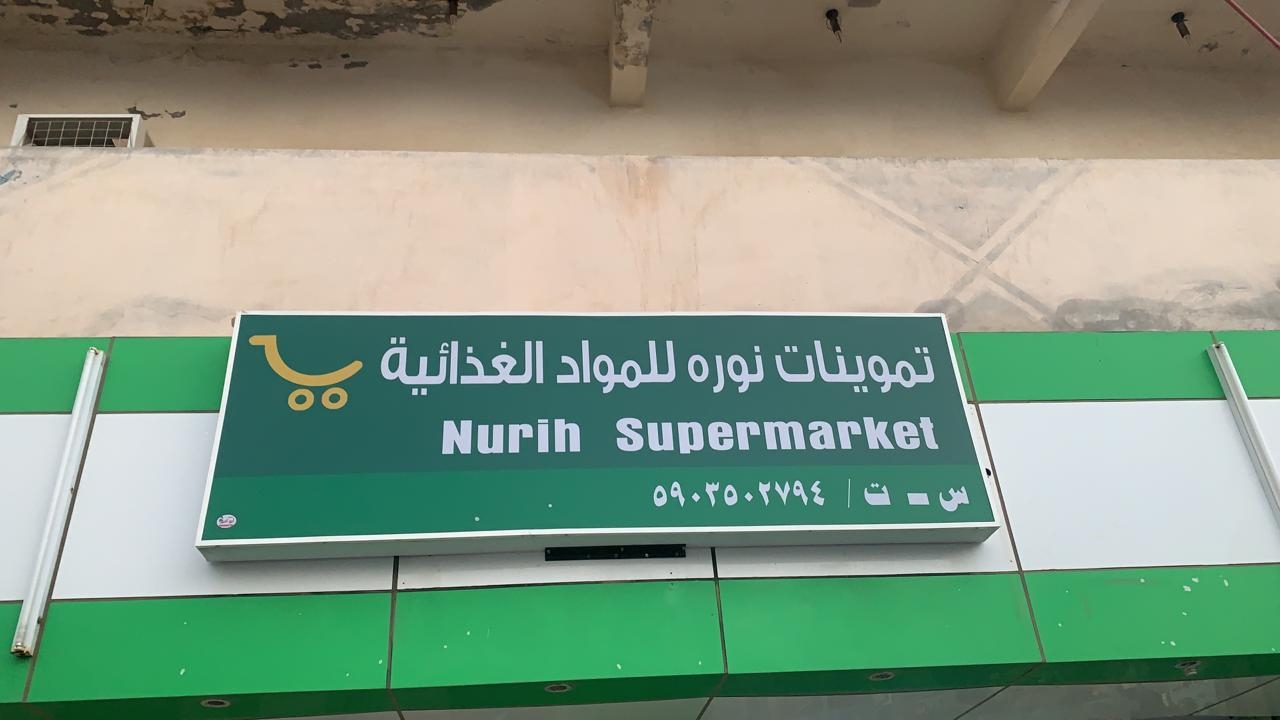 تموينات نوره للمواد الغذائية
Nurih Supermarket
س ـ ت | ٥٩٠٣٥٠٢٧٩٤